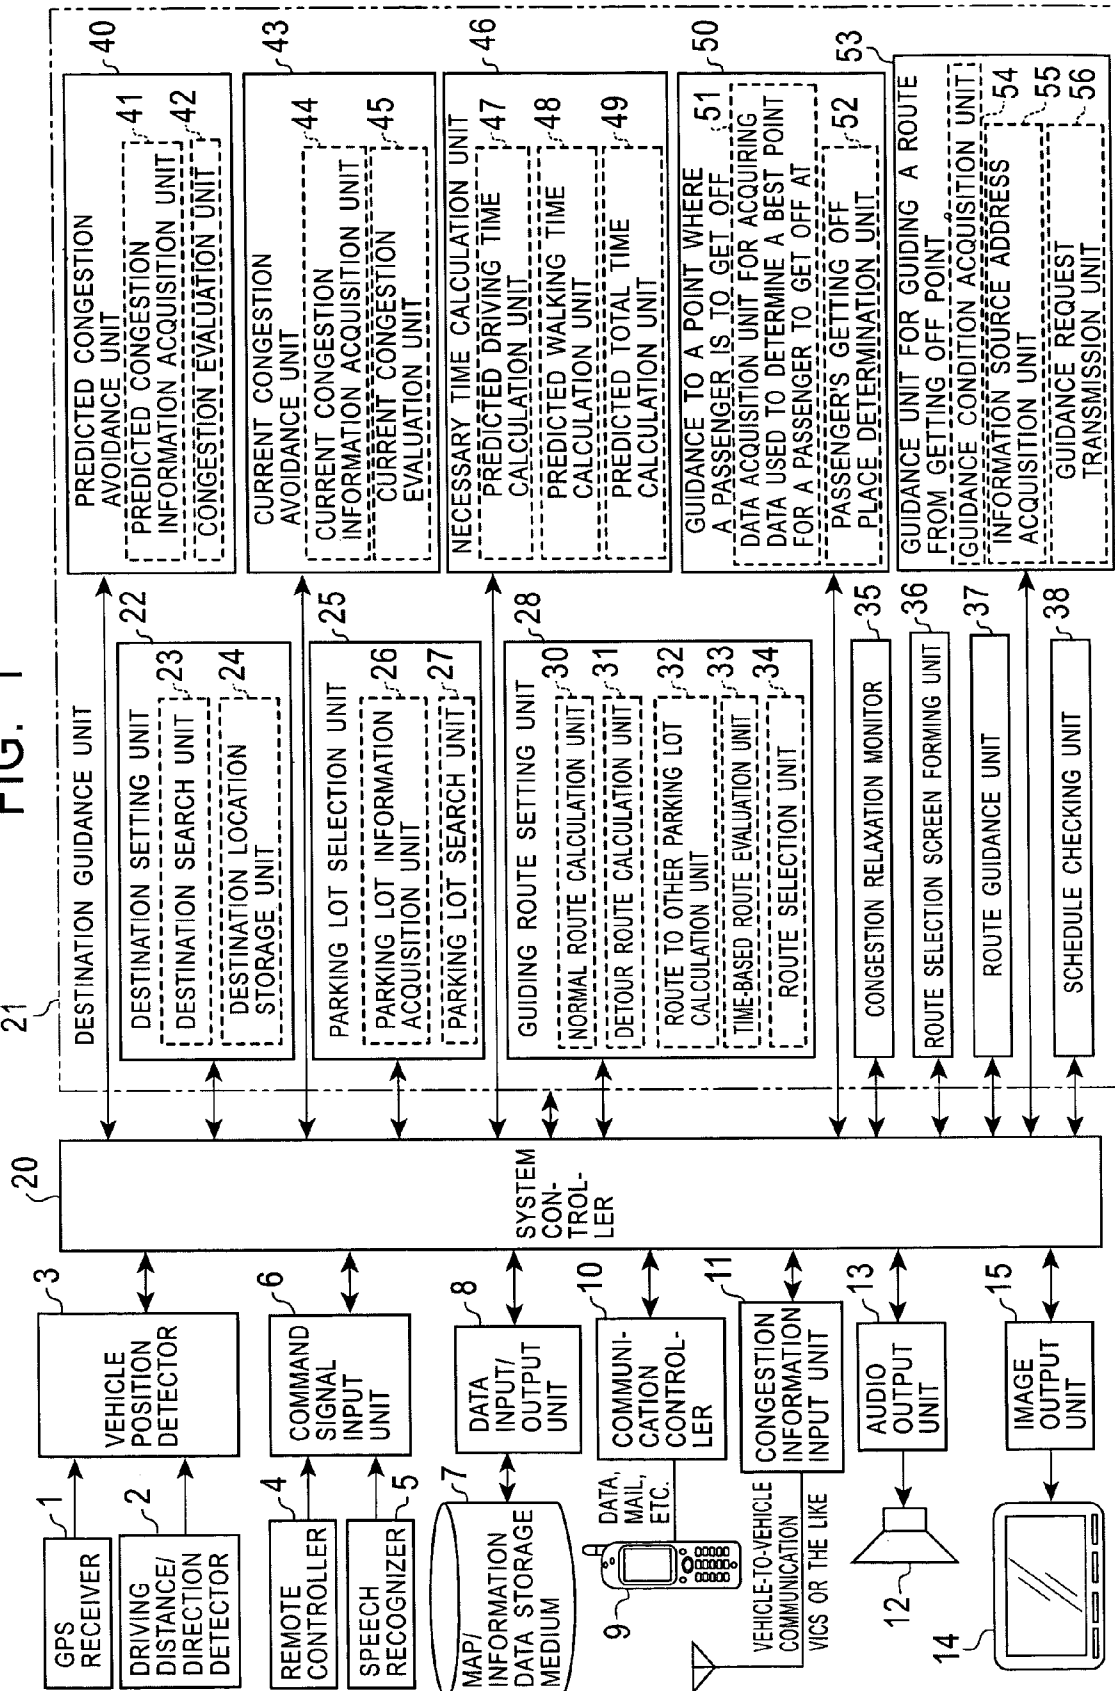 FIG. 1
1
GPS
RECEIVER
2
DRIVING
DISTANCE/
DIRECTION
DETECTOR
3
VEHICLE
POSITION
DETECTOR
4
REMOTE
CONTROLLER
5
SPEECH
RECOGNIZER
6
COMMAND
SIGNAL
INPUT
UNIT
7
MAP/
INFORMATION
DATA STORAGE
MEDIUM
8
DATA
INPUT/
OUTPUT
UNIT
9
DATA,
MAIL,
ETC.
10
COMMUNI-
CATION
CONTROL-
LER
VEHICLE-TO-VEHICLE
COMMUNICATION
VICS OR THE LIKE
11
CONGESTION
INFORMATION
INPUT UNIT
12
13
AUDIO
OUTPUT
UNIT
14
15
IMAGE
OUTPUT
UNIT
20
SYSTEM
CON-
TROL-
LER
21
DESTINATION GUIDANCE UNIT
22
DESTINATION SETTING UNIT
23
DESTINATION SEARCH UNIT
24
DESTINATION LOCATION
STORAGE UNIT
25
PARKING LOT SELECTION UNIT
26
PARKING LOT INFORMATION
ACQUISITION UNIT
27
PARKING LOT SEARCH UNIT
28
GUIDING ROUTE SETTING UNIT
30
NORMAL ROUTE CALCULATION UNIT
31
DETOUR ROUTE CALCULATION UNIT
32
ROUTE TO OTHER PARKING LOT
CALCULATION UNIT
33
TIME-BASED ROUTE EVALUATION UNIT
34
ROUTE SELECTION UNIT
35
CONGESTION RELAXATION MONITOR
36
ROUTE SELECTION SCREEN FORMING UNIT
37
ROUTE GUIDANCE UNIT
38
SCHEDULE CHECKING UNIT
40
PREDICTED CONGESTION
AVOIDANCE UNIT
41
PREDICTED CONGESTION
INFORMATION ACQUISITION UNIT
42
CONGESTION EVALUATION UNIT
43
CURRENT CONGESTION
AVOIDANCE UNIT
44
CURRENT CONGESTION
INFORMATION ACQUISITION UNIT
45
CURRENT CONGESTION
EVALUATION UNIT
46
NECESSARY TIME CALCULATION UNIT
47
PREDICTED DRIVING TIME
CALCULATION UNIT
48
PREDICTED WALKING TIME
CALCULATION UNIT
49
PREDICTED TOTAL TIME
CALCULATION UNIT
50
GUIDANCE TO A POINT WHERE
A PASSENGER IS TO GET OFF
51
DATA ACQUISITION UNIT FOR ACQUIRING
DATA USED TO DETERMINE A BEST POINT
FOR A PASSENGER TO GET OFF AT
52
PASSENGER'S GETTING OFF
PLACE DETERMINATION UNIT
53
GUIDANCE UNIT FOR GUIDING A ROUTE
FROM GETTING OFF POINT
GUIDANCE CONDITION ACQUISITION UNIT
54
INFORMATION SOURCE ADDRESS
ACQUISITION UNIT
55
GUIDANCE REQUEST
TRANSMISSION UNIT
56